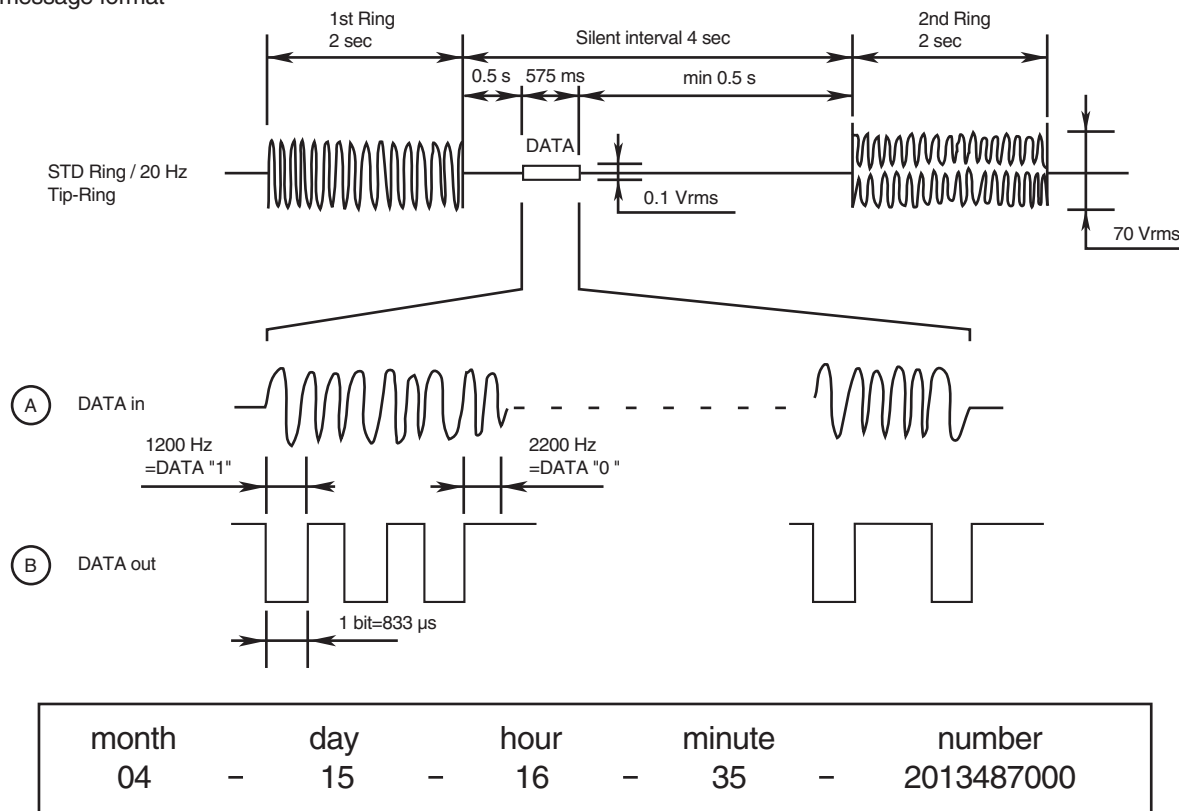 message format
1st Ring
2 sec
Silent interval 4 sec
2nd Ring
2 sec
0.5 s
575 ms
min 0.5 s
DATA
STD Ring / 20 Hz
Tip-Ring
0.1 Vrms
70 Vrms
A
DATA in
1200 Hz
=DATA "1"
2200 Hz
=DATA "0 "
B
DATA out
1 bit=833 µs
month day hour minute number
04 – 15 – 16 – 35 – 2013487000